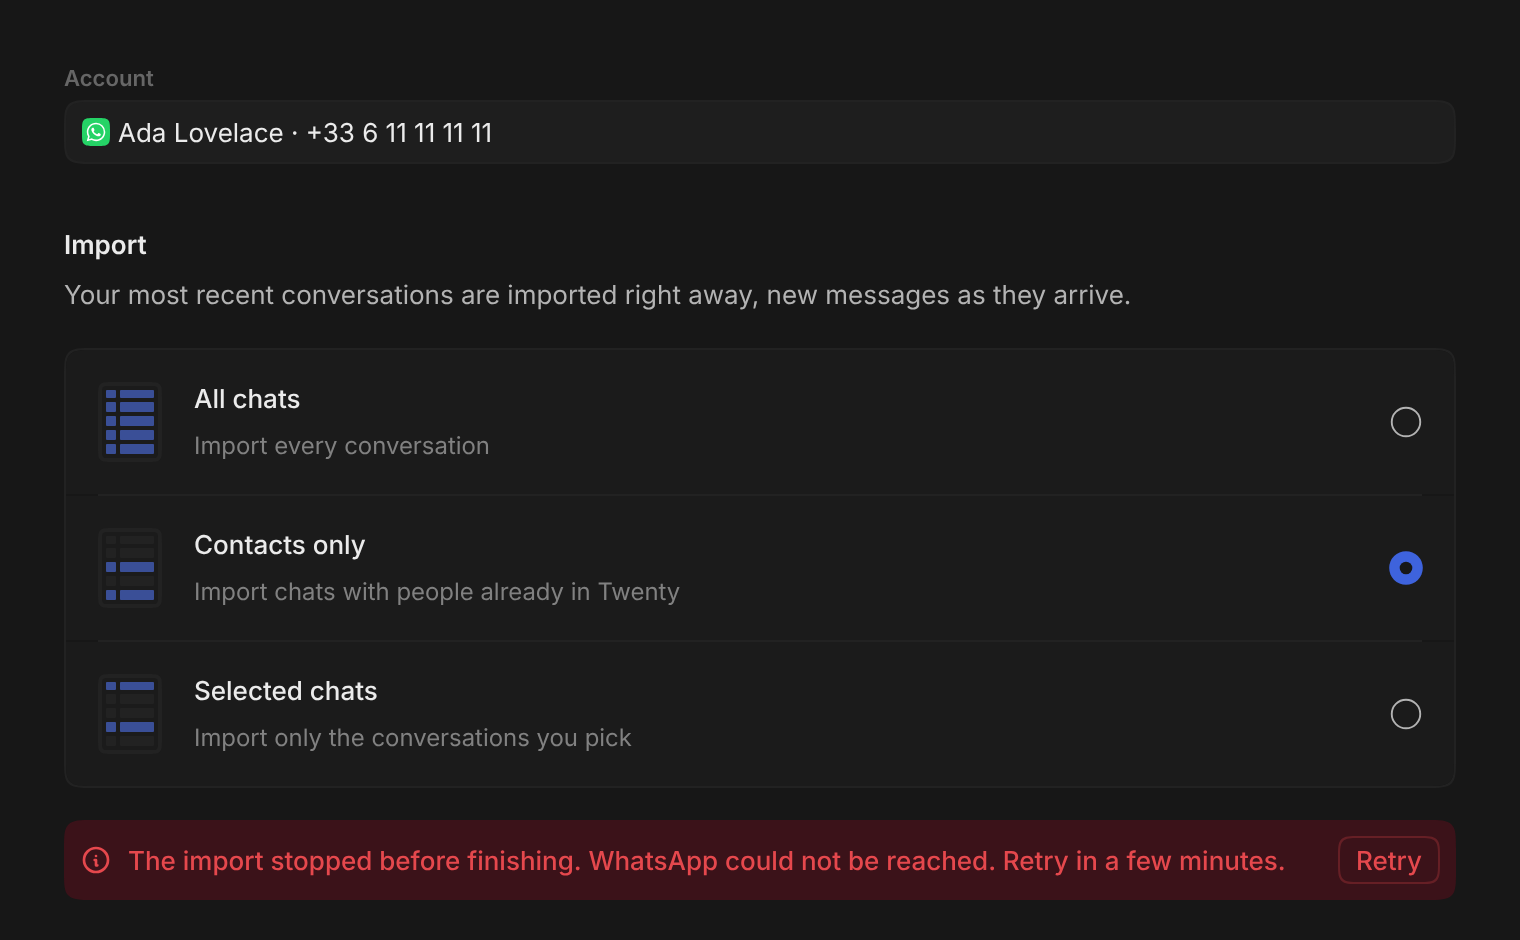 Account
Ada Lovelace · +33 6 11 11 11 11
Import
Your most recent conversations are imported right away, new messages as they arrive.
All chats
Import every conversation
Contacts only
Import chats with people already in Twenty
Selected chats
Import only the conversations you pick
The import stopped before finishing. WhatsApp could not be reached. Retry in a few minutes. Retry